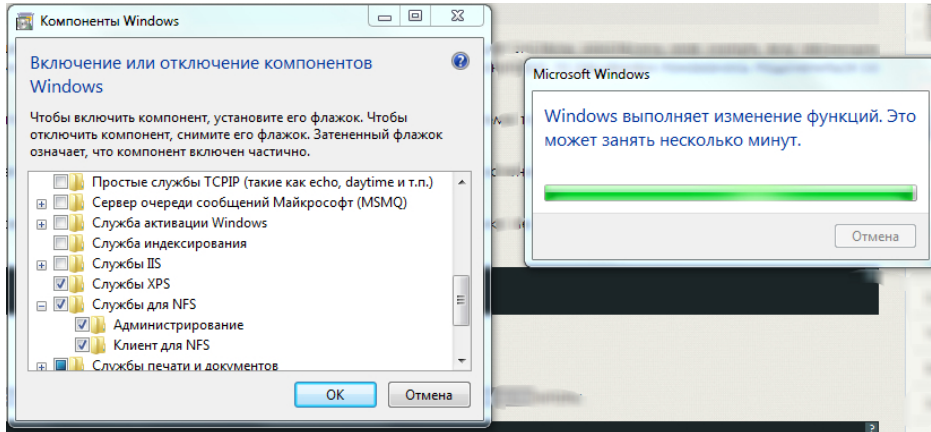 Компоненты Windows
Включение или отключение компонентов
Windows
Чтобы включить компонент, установите его флажок. Чтобы
отключить компонент, снимите его флажок. Затененный флажок
означает, что компонент включен частично.
Простые службы TCPIP (такие как echo, daytime и т.п.)
Сервер очереди сообщений Майкрософт (MSMQ)
Служба активации Windows
Служба индексирования
Службы IIS
Службы XPS
Службы для NFS
Администрирование
Клиент для NFS
Службы печати и документов
ОК
Отмена
Microsoft Windows
Windows выполняет изменение функций. Это
может занять несколько минут.
Отмена